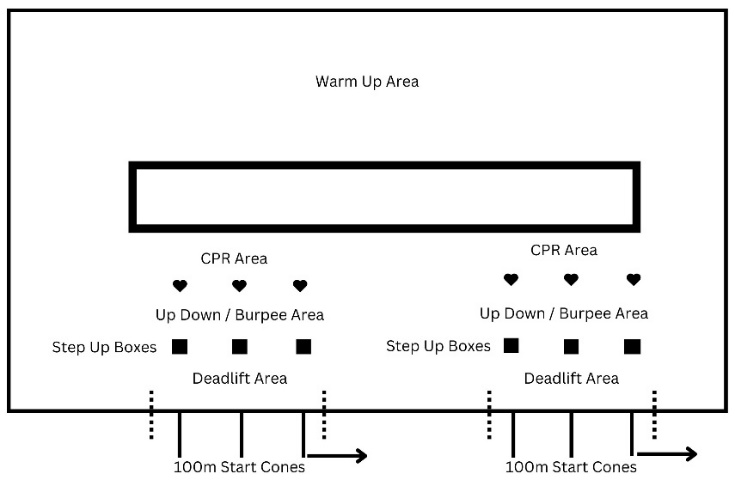 Warm Up Area
CPR Area
CPR Area
Up Down / Burpee Area
Up Down / Burpee Area
Step Up Boxes
Step Up Boxes
Deadlift Area
Deadlift Area
100m Start Cones
100m Start Cones